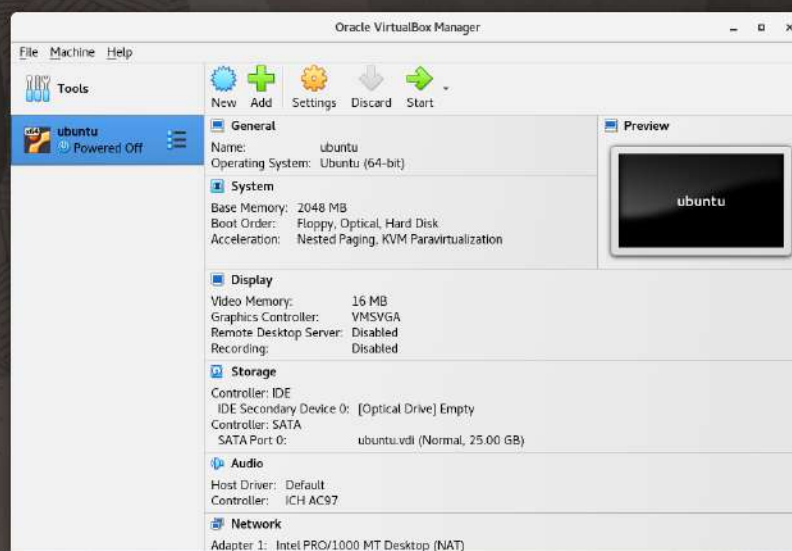 Oracle VirtualBox Manager
File Machine Help
Tools
New Add Settings Discard Start
ubuntu
Powered Off
General
Name: ubuntu
Operating System: Ubuntu (64-bit)
System
Base Memory: 2048 MB
Boot Order: Floppy, Optical, Hard Disk
Acceleration: Nested Paging, KVM Paravirtualization
Preview
ubuntu
Display
Video Memory: 16 MB
Graphics Controller: VMSVGA
Remote Desktop Server: Disabled
Recording: Disabled
Storage
Controller: IDE
IDE Secondary Device 0: [Optical Drive] Empty
Controller: SATA
SATA Port 0: ubuntu.vdi (Normal, 25.00 GB)
Audio
Host Driver: Default
Controller: ICH AC97
Network
Adapter 1: Intel PRO/1000 MT Desktop (NAT)